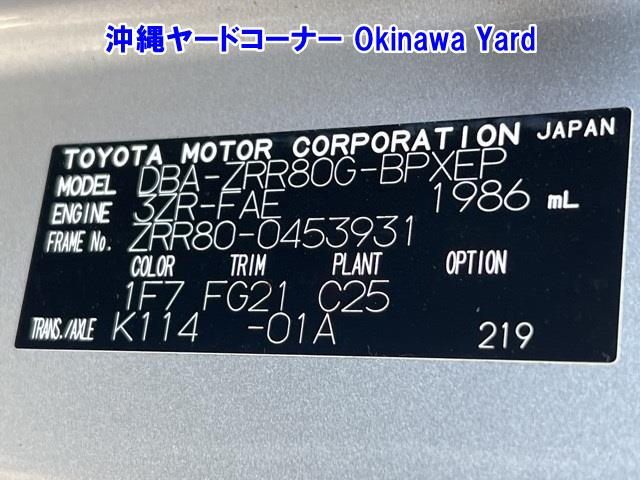 沖縄ヤードコーナー Okinawa Yard
TOYOTA MOTOR CORPORATION JAPAN
MODEL DBA-ZRR80G-BPXEP
ENGINE 3ZR-FAE 1986 mL
FRAME No. ZRR80-0453931
COLOR TRIM PLANT OPTION
1F7 FG21 C25
TRANS./AXLE K114 -01A 219